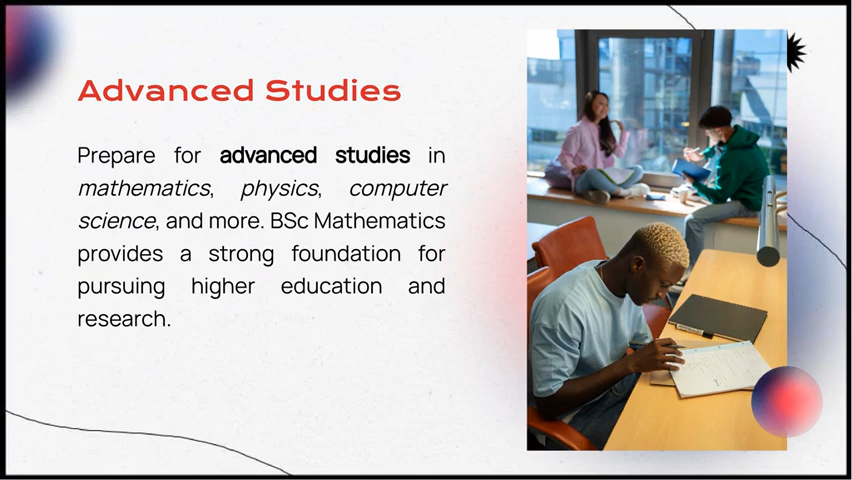 Advanced Studies
Prepare for advanced studies in
mathematics, physics, computer
science, and more. BSc Mathematics
provides a strong foundation for
pursuing higher education and
research.